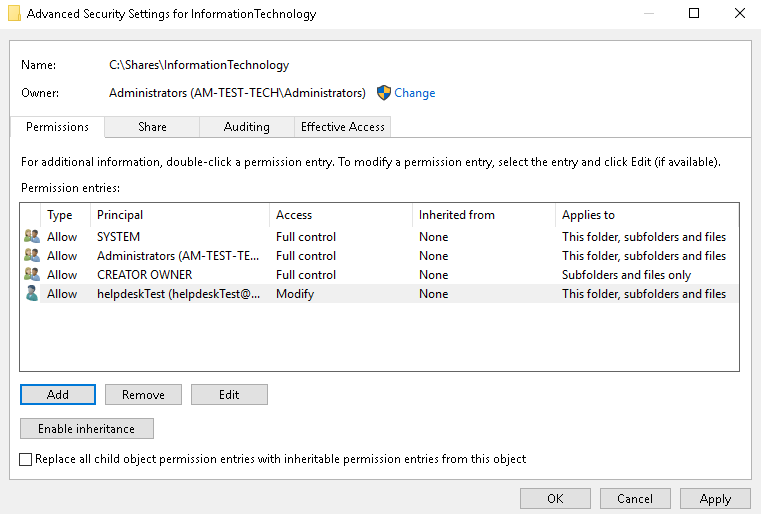 Advanced Security Settings for InformationTechnology
Name: C:\Shares\InformationTechnology
Owner: Administrators (AM-TEST-TECH\Administrators) Change
Permissions Share Auditing Effective Access
For additional information, double-click a permission entry. To modify a permission entry, select the entry and click Edit (if available).
Permission entries:
Type Principal Access Inherited from Applies to
Allow SYSTEM Full control None This folder, subfolders and files
Allow Administrators (AM-TEST-TE... Full control None This folder, subfolders and files
Allow CREATOR OWNER Full control None Subfolders and files only
Allow helpdeskTest (helpdeskTest@... Modify None This folder, subfolders and files
Add Remove Edit
Enable inheritance
Replace all child object permission entries with inheritable permission entries from this object
OK Cancel Apply